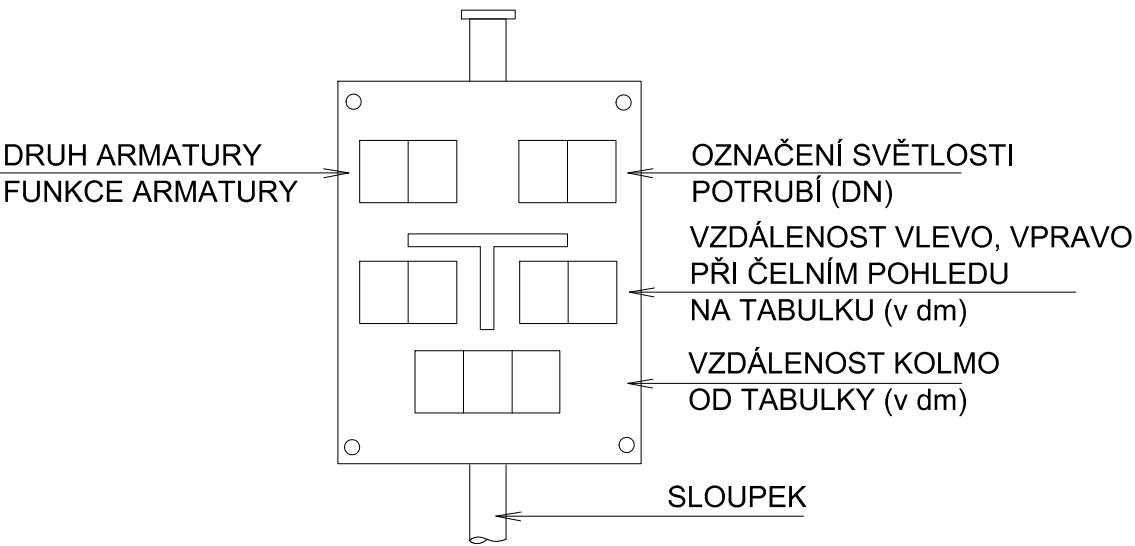 DRUH ARMATURY
FUNKCE ARMATURY
OZNAČENÍ SVĚTLOSTI
POTRUBÍ (DN)
VZDÁLENOST VLEVO, VPRAVO
PŘI ČELNÍM POHLEDU
NA TABULKU (v dm)
VZDÁLENOST KOLMO
OD TABULKY (v dm)
SLOUPEK